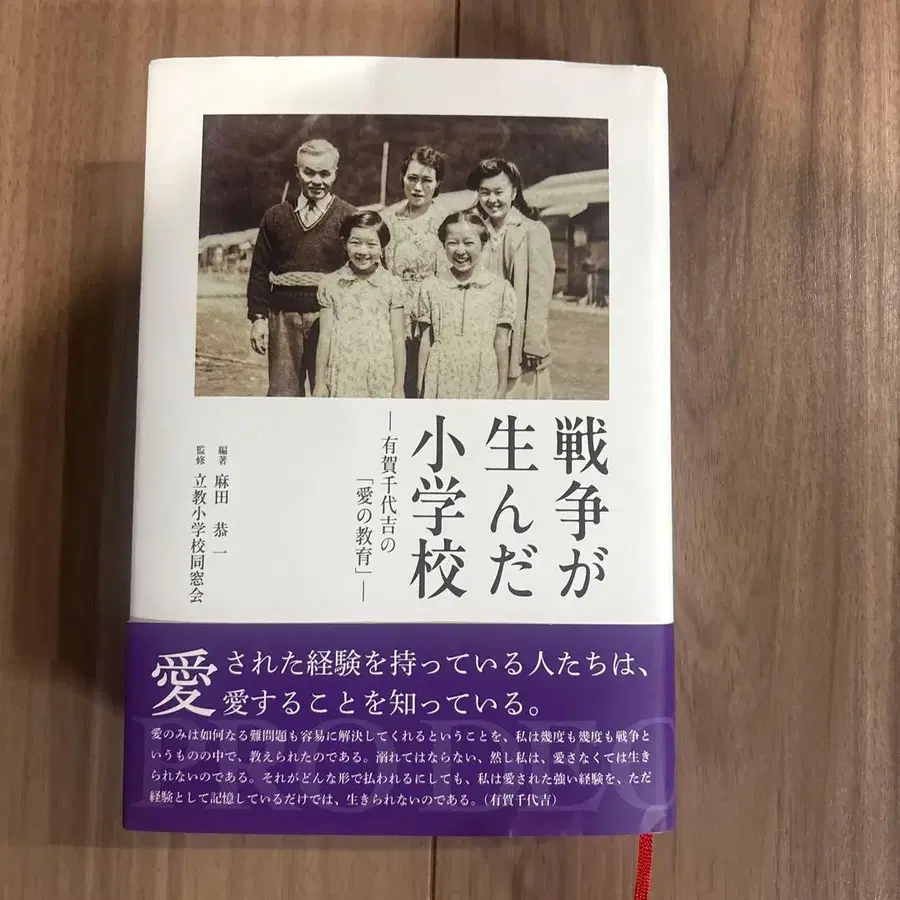 戦争が
生んだ
小学校
―有賀千代吉の
「愛の教育」―
編著 麻田 恭一
監修 立教小学校同窓会
愛された経験を持っている人たちは、
愛することを知っている。
愛のみは如何なる難問題も容易に解決してくれるということを、私は幾度も幾度も戦争と
いうものの中で、教えられたのである。溺れてはならない、然し私は、愛さなくては生き
られないのである。それがどんな形で払われるにしても、私は愛された強い経験を、ただ
経験として記憶しているだけでは、生きられないのである。（有賀千代吉）
PRO DEO